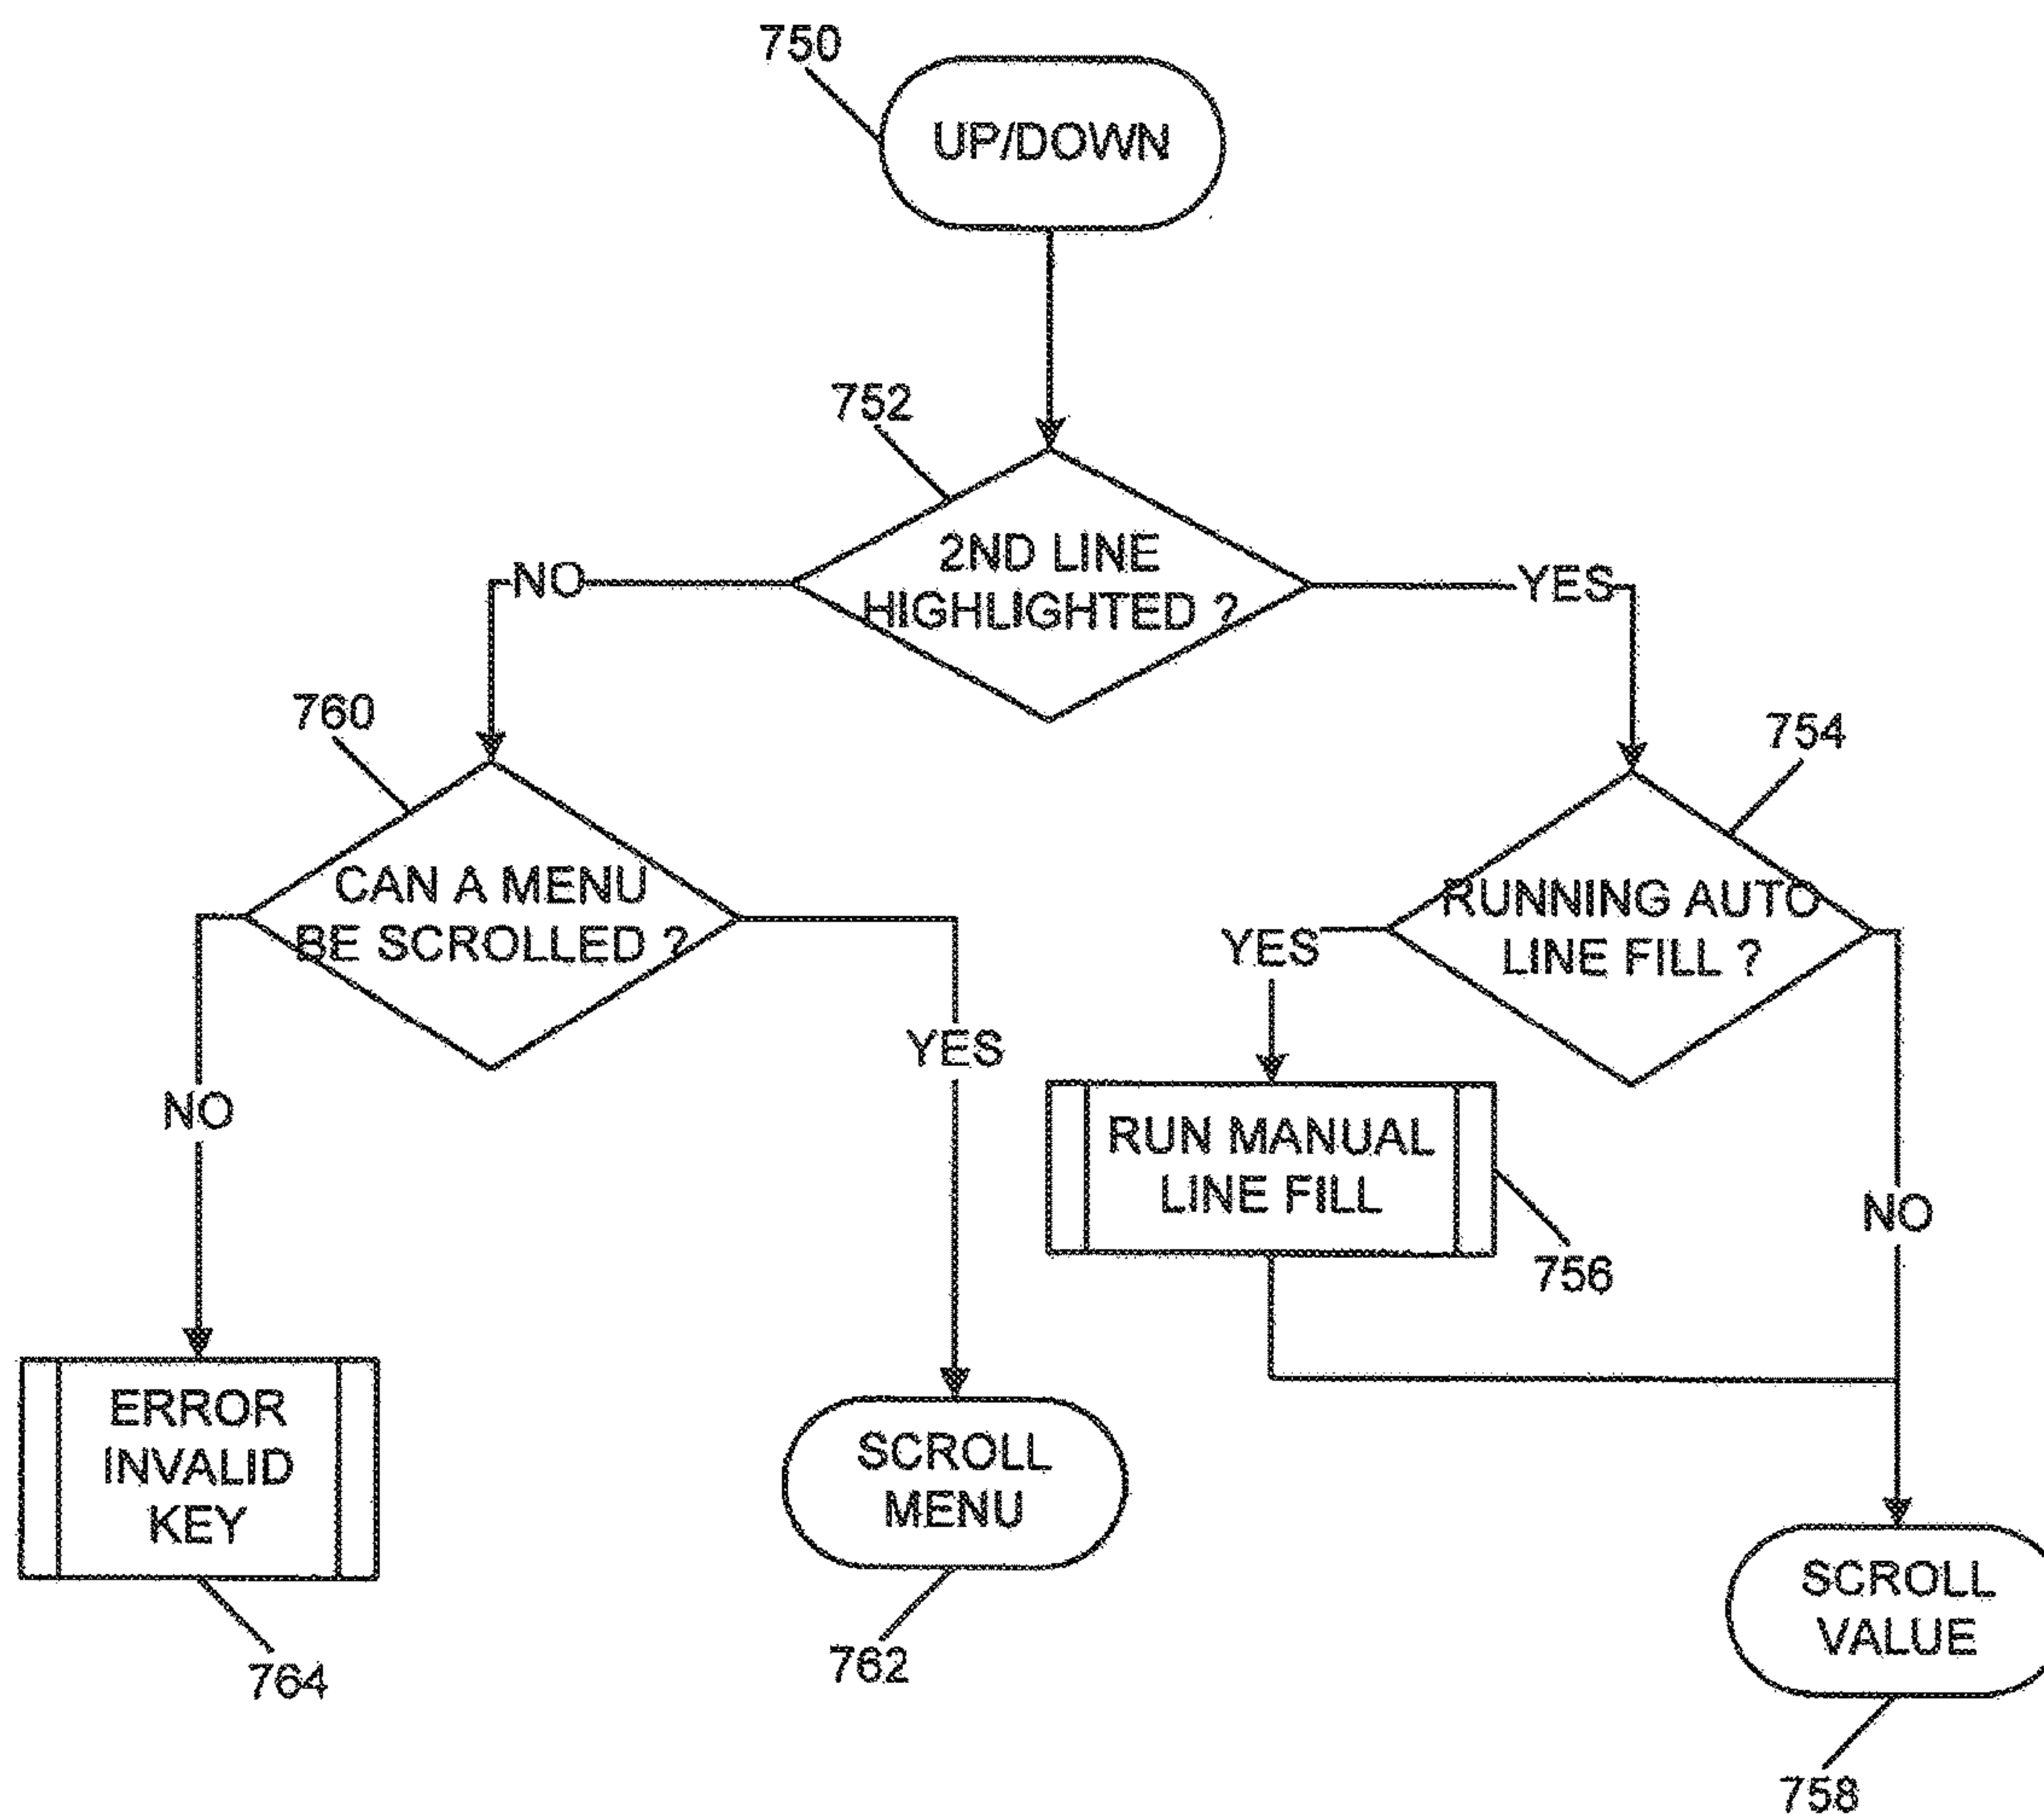 750
UP/DOWN
752
2ND LINE
HIGHLIGHTED ?
NO
YES
760
754
CAN A MENU
BE SCROLLED ?
RUNNING AUTO
LINE FILL ?
YES
YES
NO
RUN MANUAL
LINE FILL
NO
756
ERROR
INVALID
KEY
SCROLL
MENU
SCROLL
VALUE
764
762
758